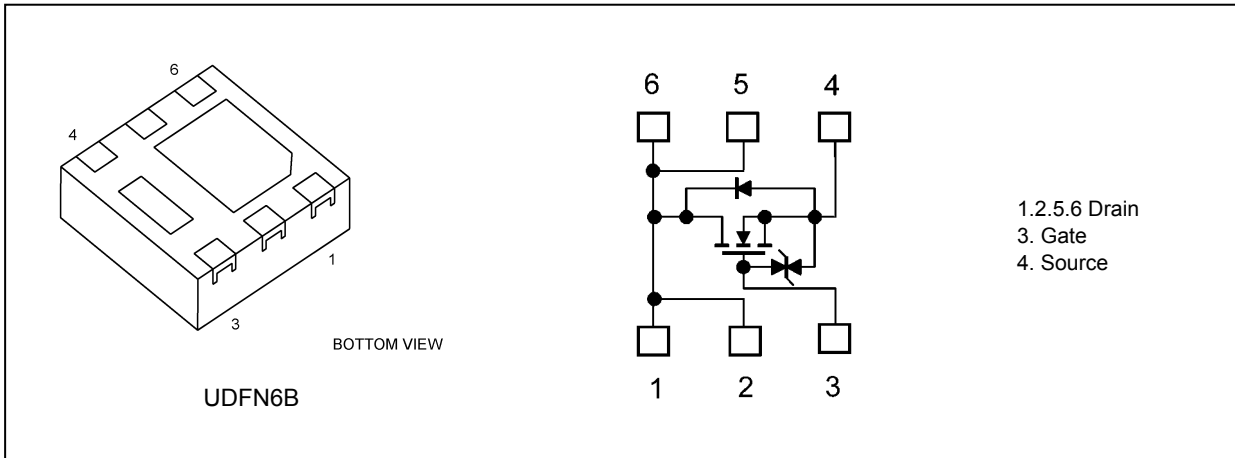 6
4
3
1
BOTTOM VIEW
UDFN6B
6 5 4
1 2 3
1.2.5.6 Drain
3. Gate
4. Source